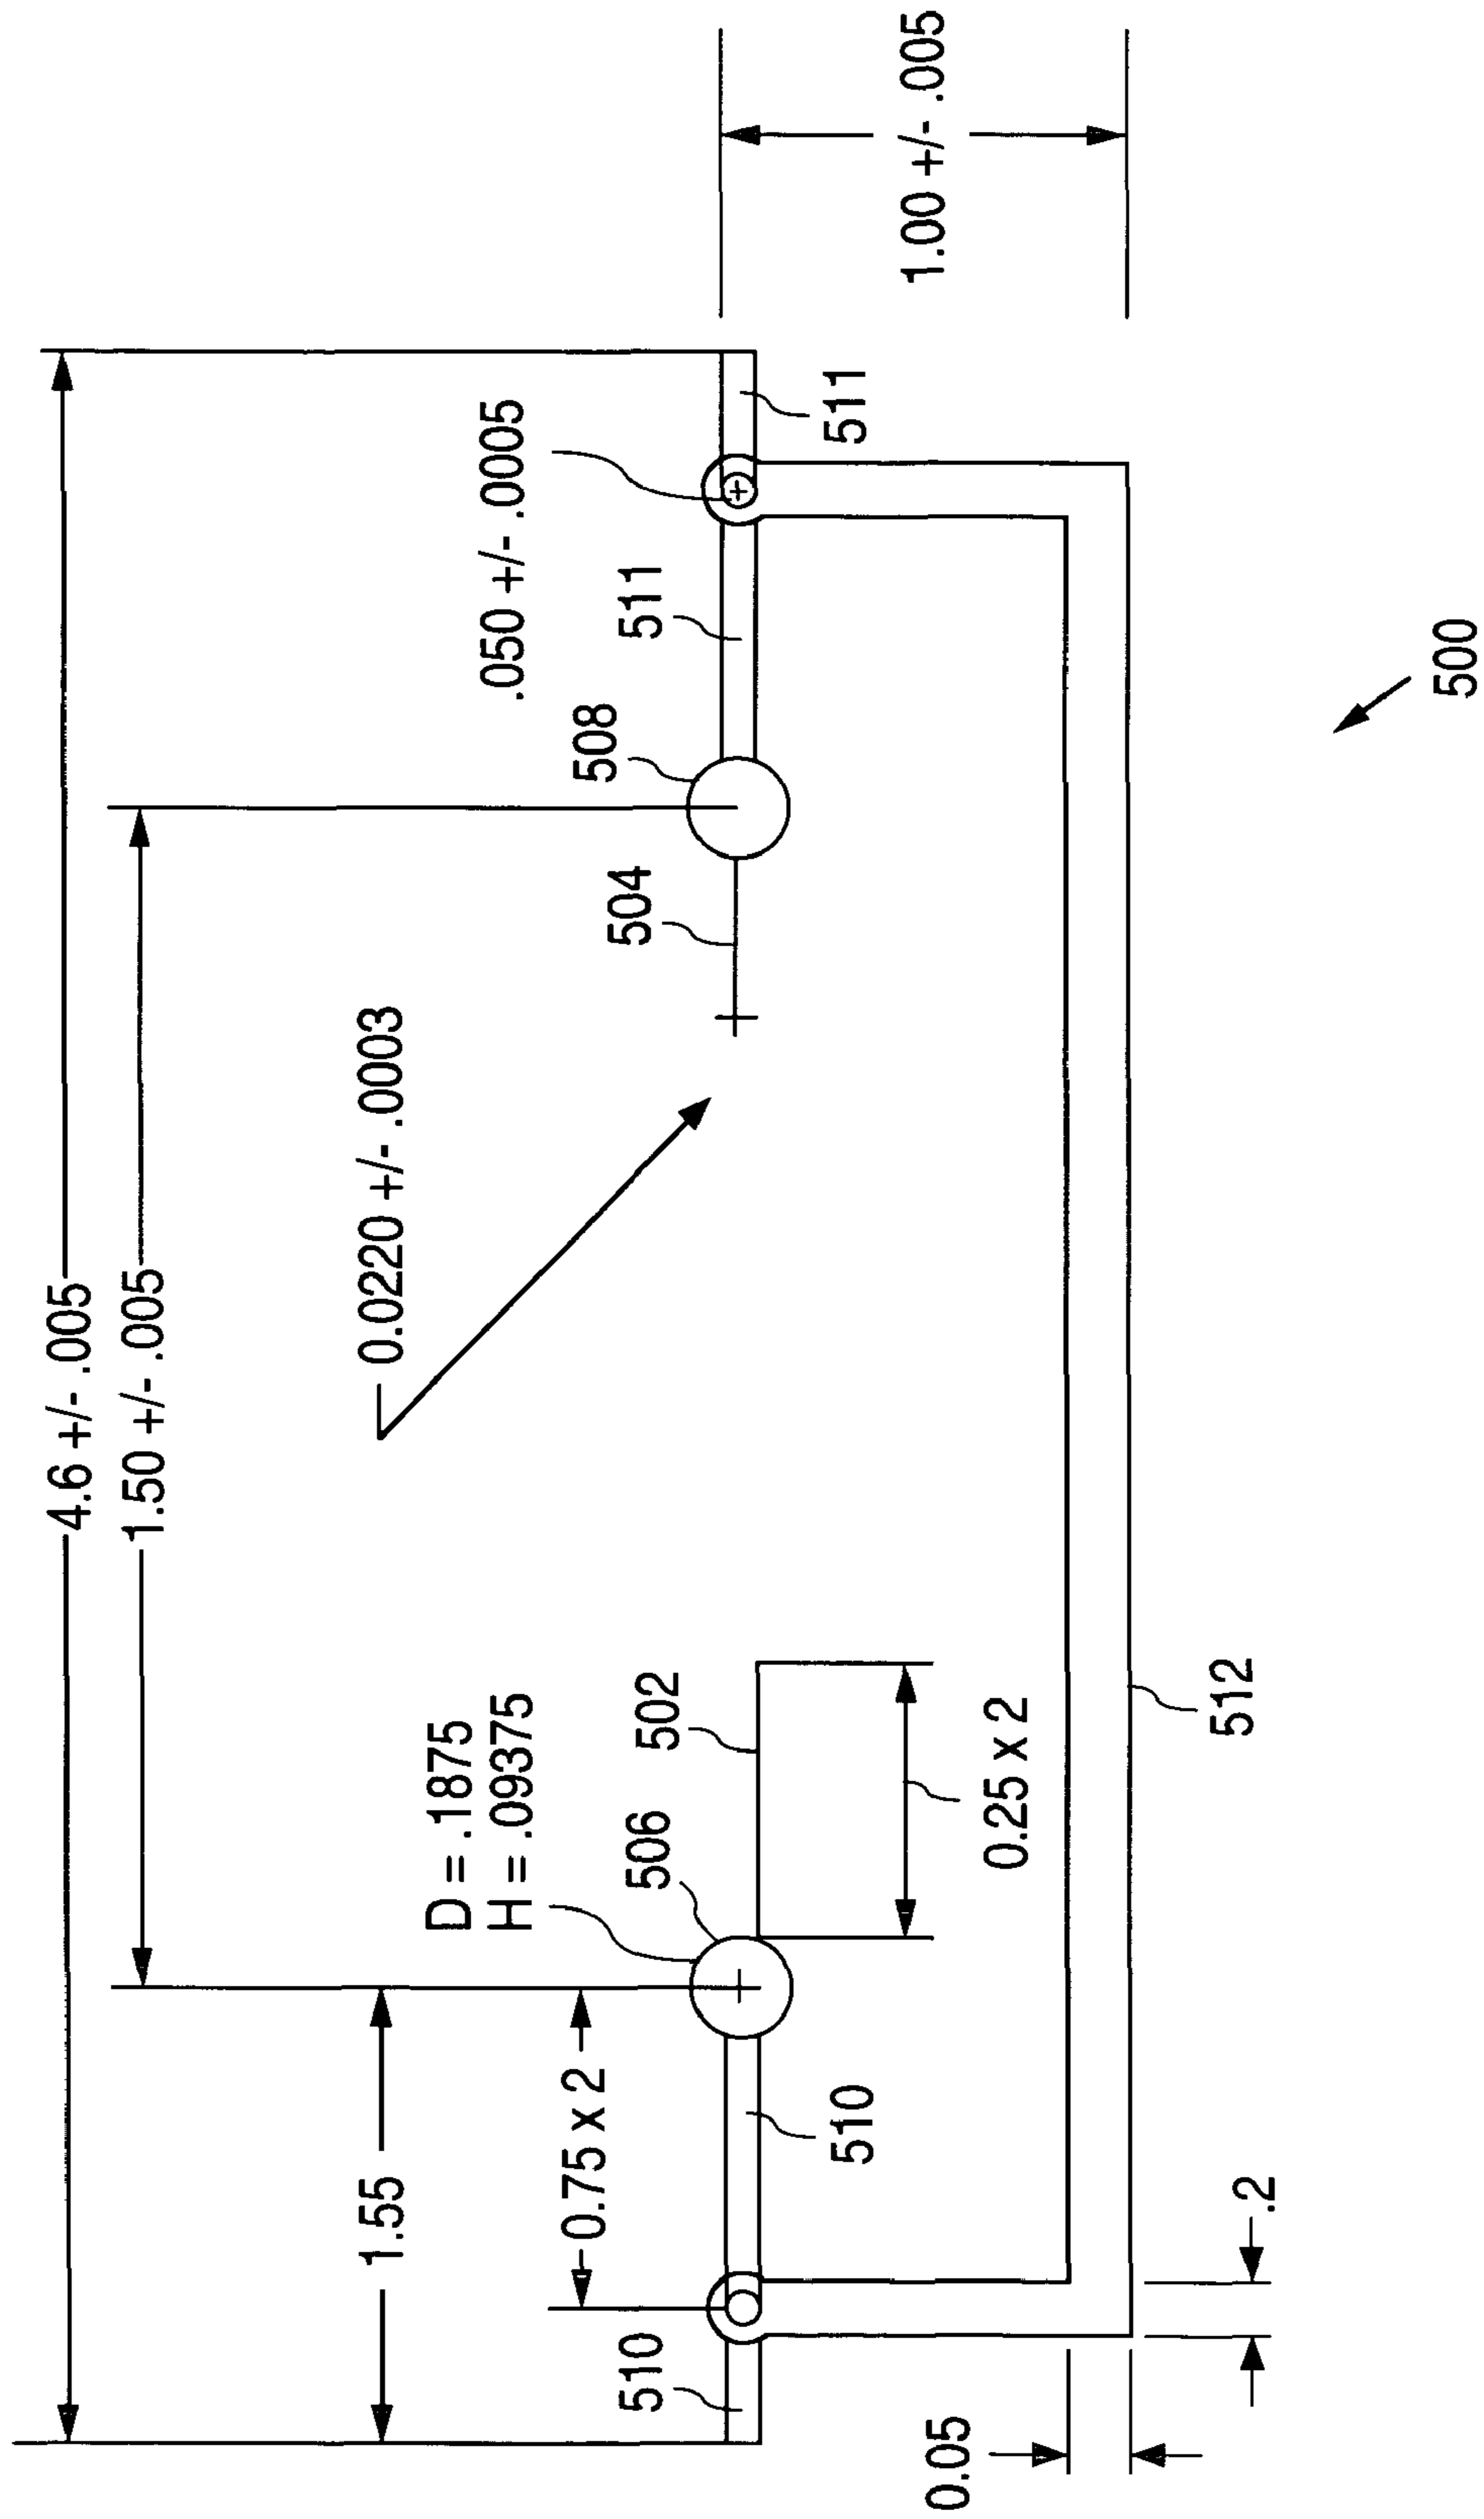 4.6 +/- .005
1.50 +/- .005
1.55
0.75 x 2
D = .1875
H = .09375
0.0220 +/- .0003
.050 +/- .0005
1.00 +/- .005
510
506
502
504
508
511
511
510
0.25 x 2
0.05
.2
512
500